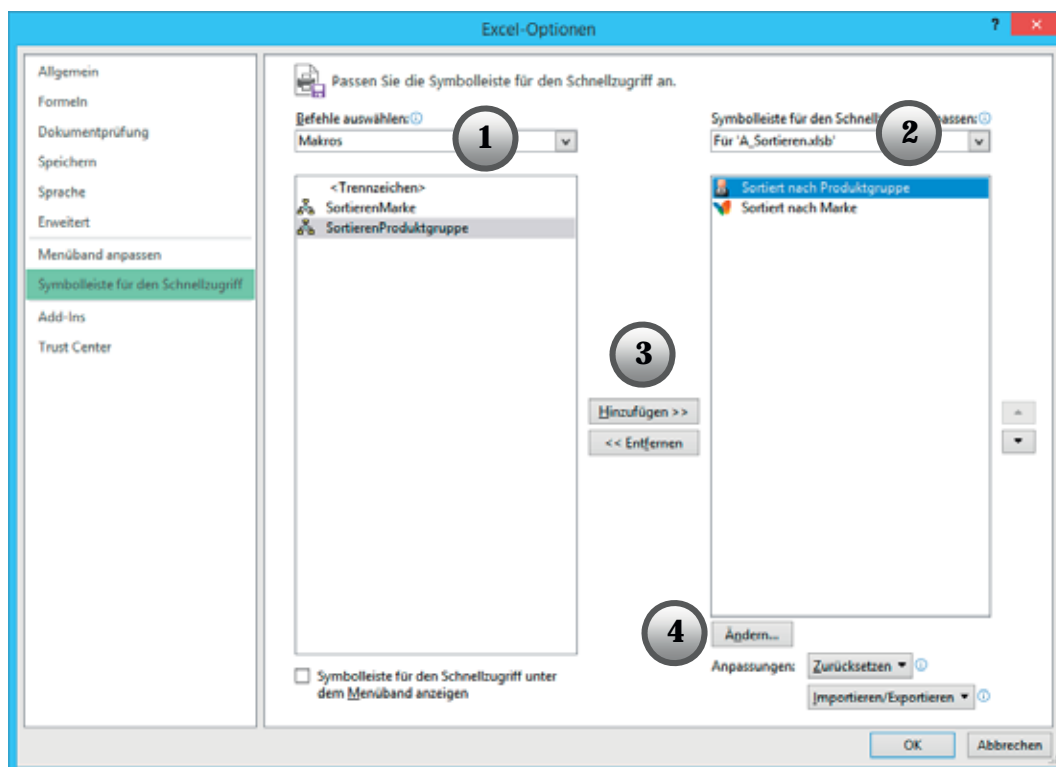 Excel-Optionen
?
Allgemein
Formeln
Dokumentprüfung
Speichern
Sprache
Erweitert
Menüband anpassen
Symbolleiste für den Schnellzugriff
Add-Ins
Trust Center
Passen Sie die Symbolleiste für den Schnellzugriff an.
Befehle auswählen:
1
Makros
<Trennzeichen>
SortierenMarke
SortierenProduktgruppe
Symbolleiste für den Schnell passen:
2
Für 'A_Sortieren.xlsb'
Sortiert nach Produktgruppe
Sortiert nach Marke
3
Hinzufügen >>
<< Entfernen
4
Ändern...
Anpassungen: Zurücksetzen
Importieren/Exportieren
Symbolleiste für den Schnellzugriff unter
dem Menüband anzeigen
OK
Abbrechen